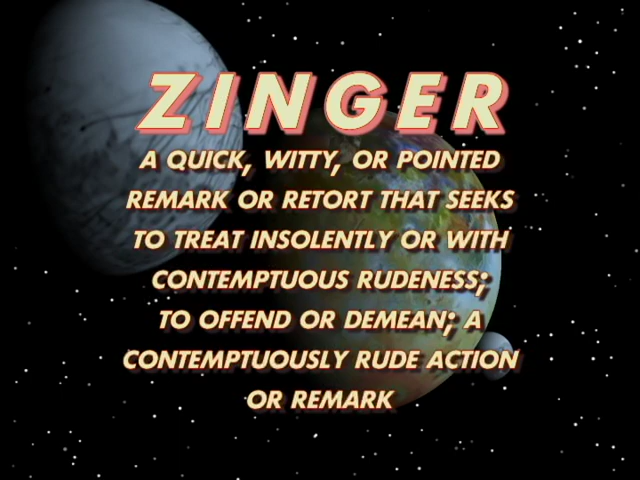 ZINGER
A QUICK, WITTY, OR POINTED
REMARK OR RETORT THAT SEEKS
TO TREAT INSOLENTLY OR WITH
CONTEMPTUOUS RUDENESS;
TO OFFEND OR DEMEAN; A
CONTEMPTUOUSLY RUDE ACTION
OR REMARK